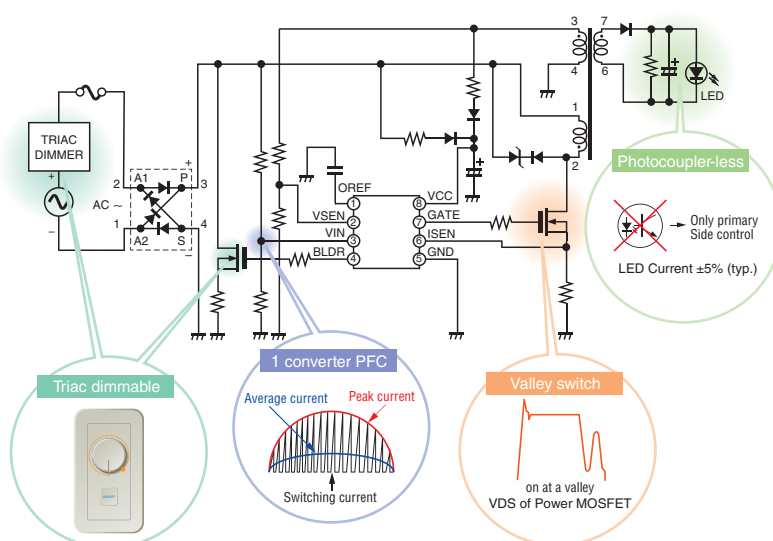 3
7
4
6
LED
1
2
TRIAC
DIMMER
+
−
AC ~
2
A1
P
+
3
1
A2
S
4
−
OREF
1
8
VCC
VSEN
2
7
GATE
VIN
3
6
ISEN
BLDR
4
5
GND
+
+
Photocoupler-less
Only primary
Side control
LED Current ±5% (typ.)
Triac dimmable
1 converter PFC
Average current
Peak current
Switching current
Valley switch
on at a valley
VDS of Power MOSFET